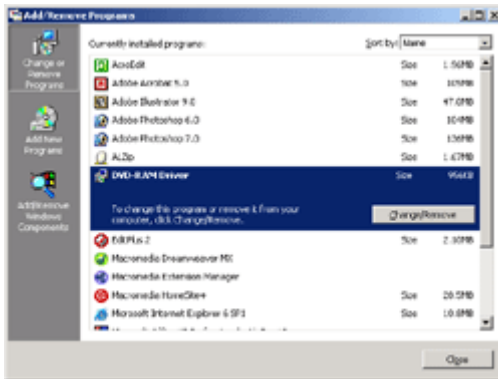 Add/Remove Programs
Currently installed programs:
Sort by: Name
Change or
Remove
Programs
Add New
Programs
Add/Remove
Windows
Components
AcroEdit Size 1.56MB
Adobe Acrobat 5.0 Size 105MB
Adobe Illustrator 9.0 Size 47.0MB
Adobe Photoshop 6.0 Size 104MB
Adobe Photoshop 7.0 Size 136MB
ALZip Size 1.67MB
DVD-RAM Driver Size 956KB
To change this program or remove it from your
computer, click Change/Remove.
Change/Remove
EditPlus 2 Size
Macromedia Dreamweaver MX
Macromedia Extension Manager
Macromedia HomeSite+ Size 20.5MB
Microsoft Internet Explorer 6 SP1 Size 10.8MB
Close